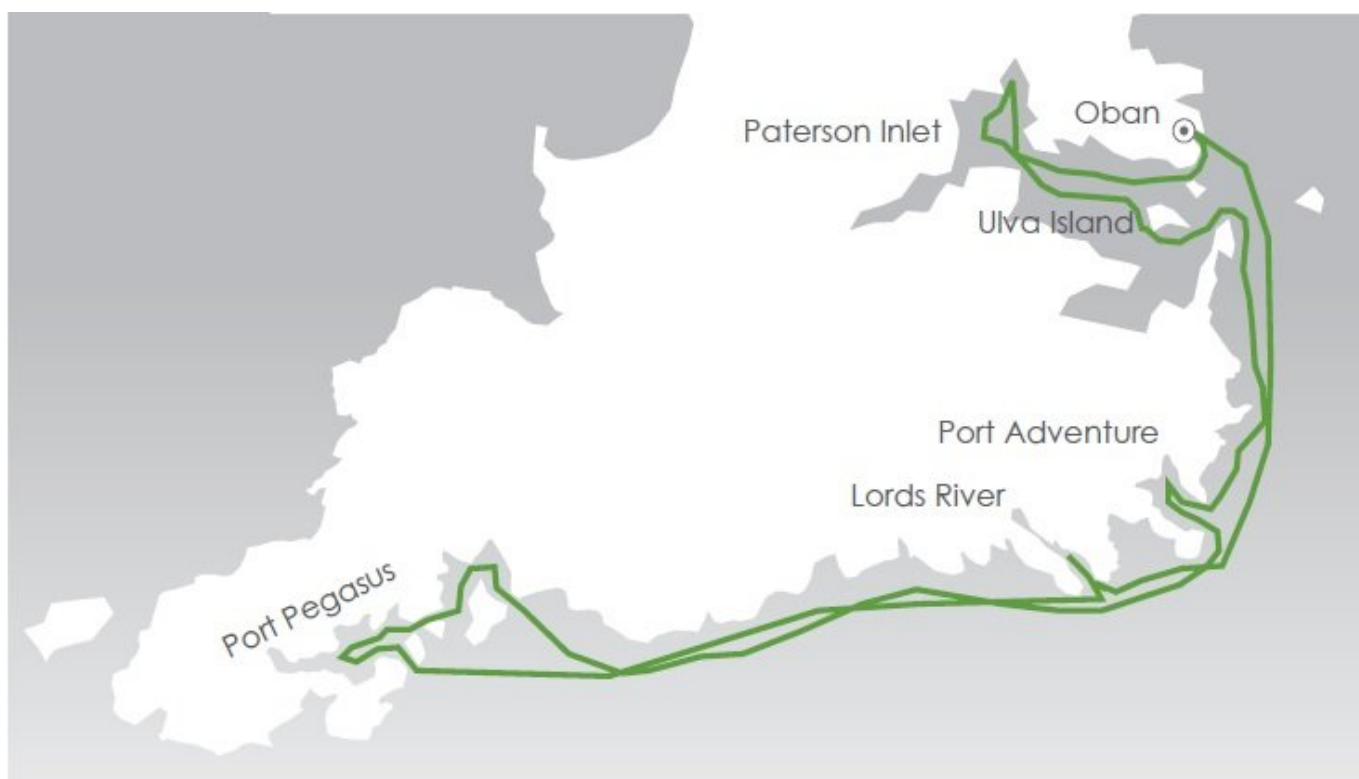 Oban
Paterson Inlet
Ulva Island
Port Adventure
Lords River
Port Pegasus